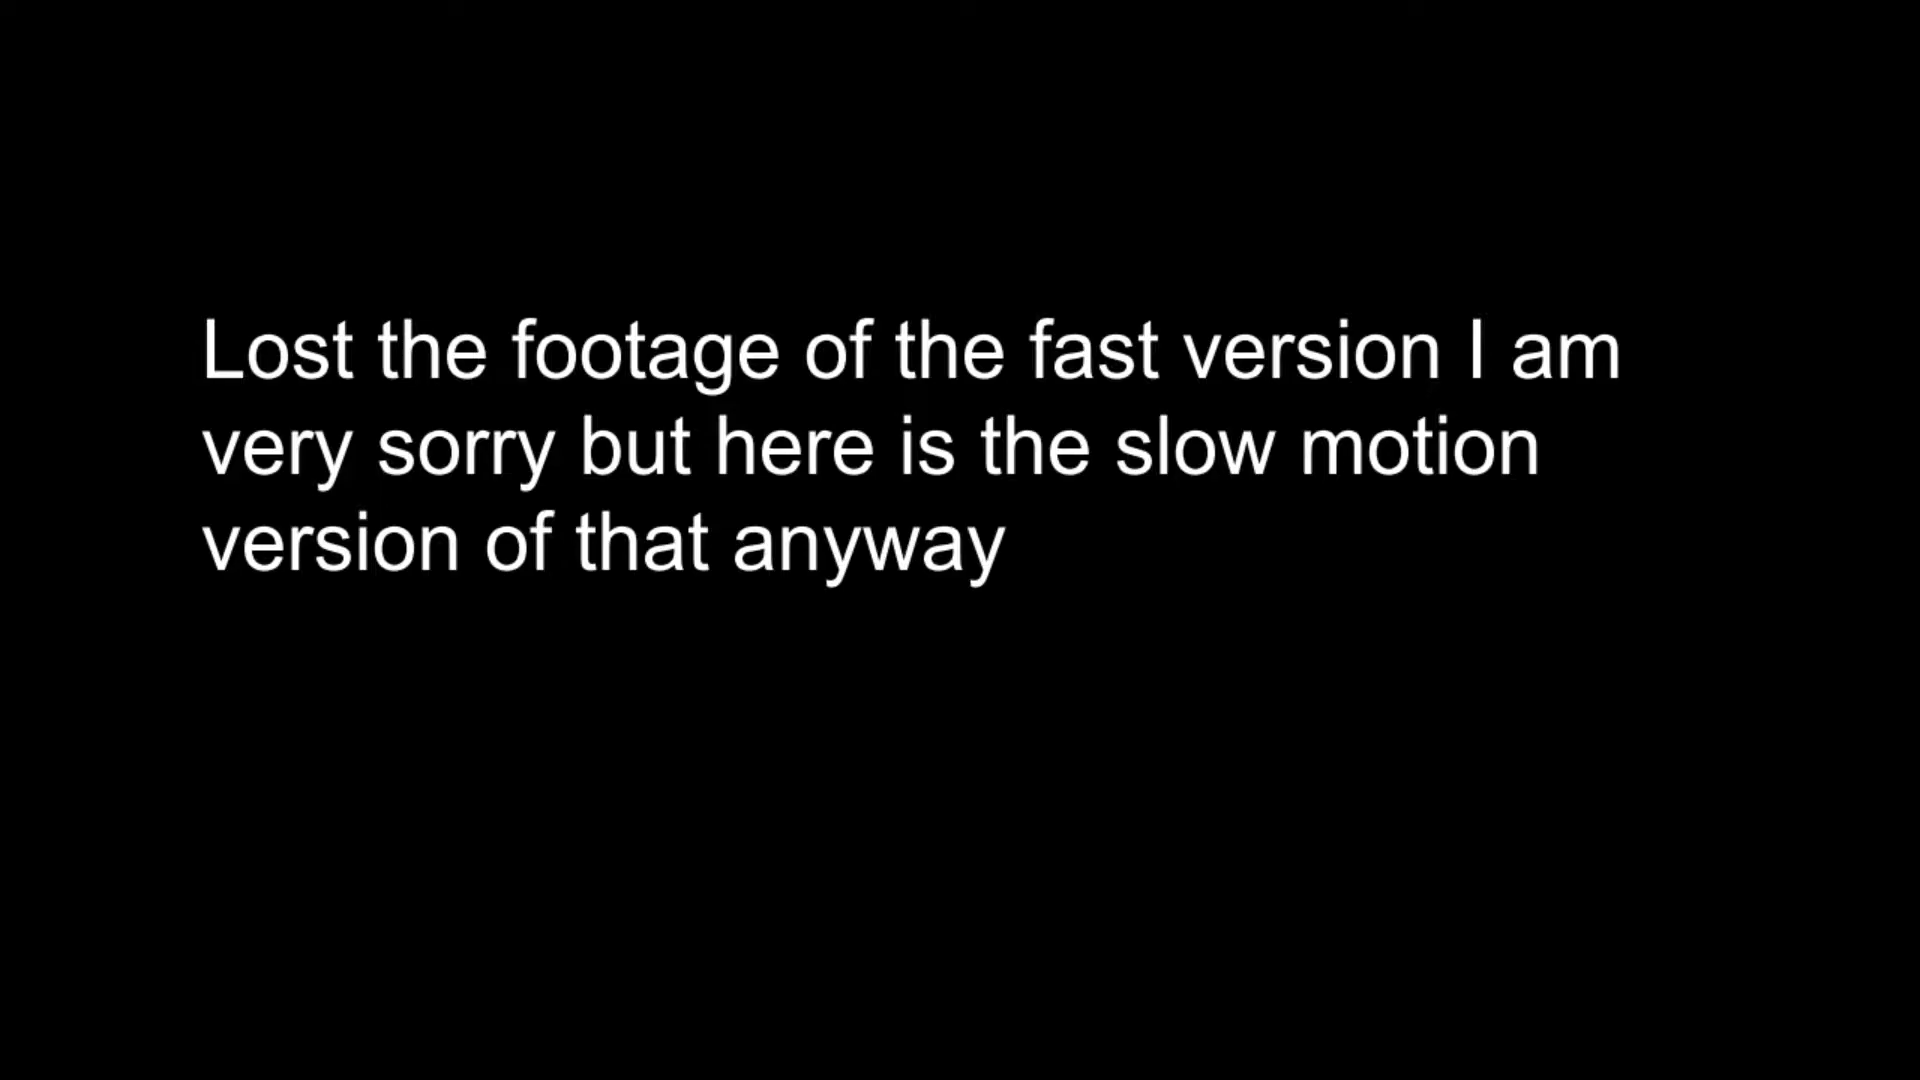 Lost the footage of the fast version I am
very sorry but here is the slow motion
version of that anyway